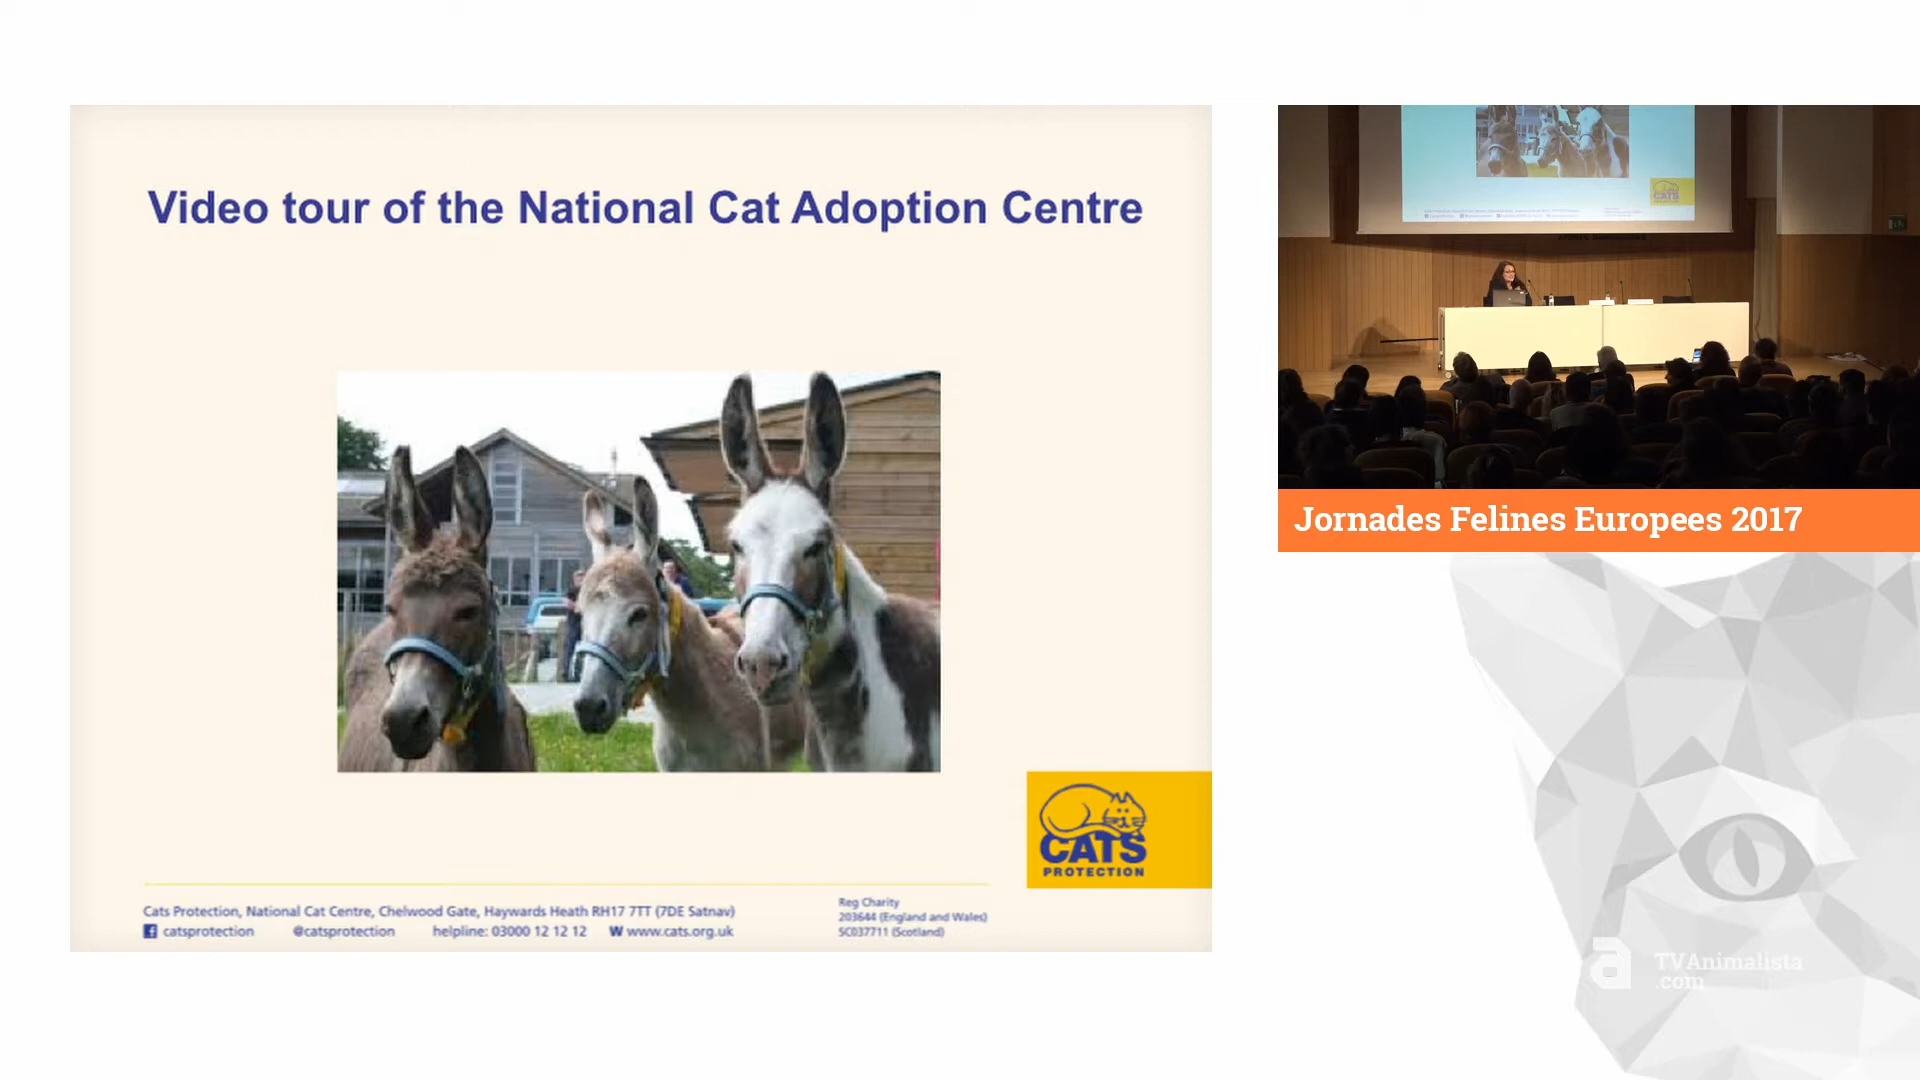 Video tour of the National Cat Adoption Centre
CATS
PROTECTION
Cats Protection, National Cat Centre, Chelwood Gate, Haywards Heath RH17 7TT (7DE Satnav)
catsprotection @catsprotection helpline: 03000 12 12 12 W www.cats.org.uk
Reg Charity
203644 (England and Wales)
SC037711 (Scotland)
CATS
Jornades Felines Europees 2017
a TVAnimalista
.com